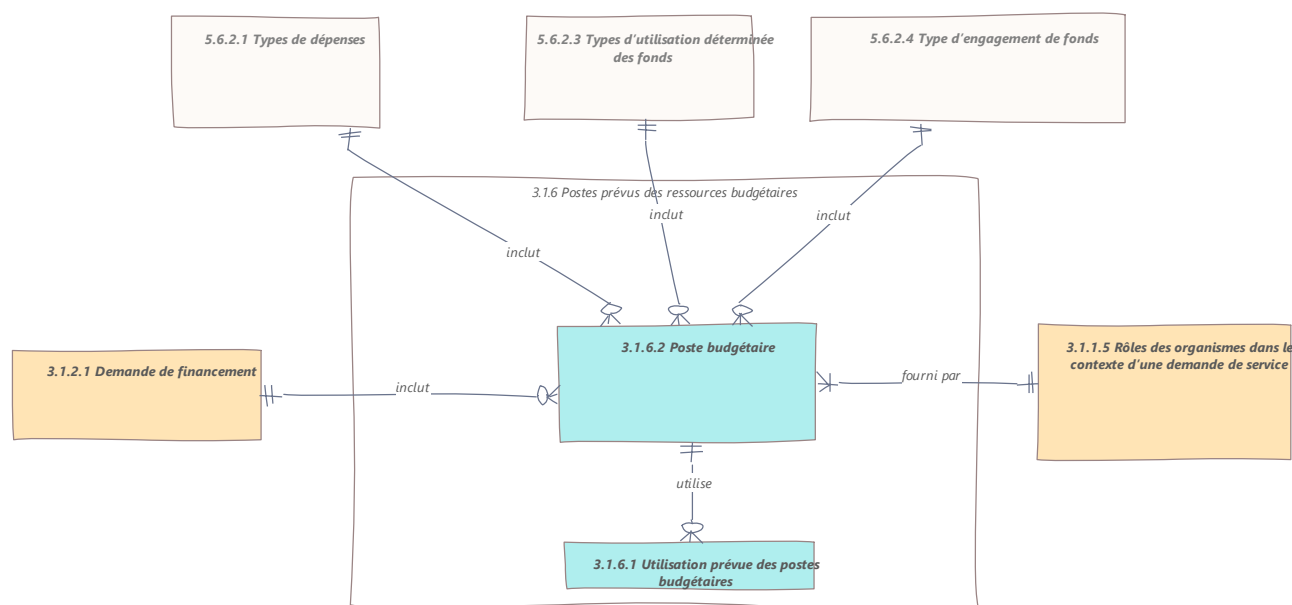 5.6.2.1 Types de dépenses
5.6.2.3 Types d'utilisation déterminée
des fonds
5.6.2.4 Type d'engagement de fonds
3.1.6 Postes prévus des ressources budgétaires
inclut
inclut
inclut
3.1.6.2 Poste budgétaire
3.1.2.1 Demande de financement
inclut
fourni par
3.1.1.5 Rôles des organismes dans le
contexte d'une demande de service
utilise
3.1.6.1 Utilisation prévue des postes
budgétaires